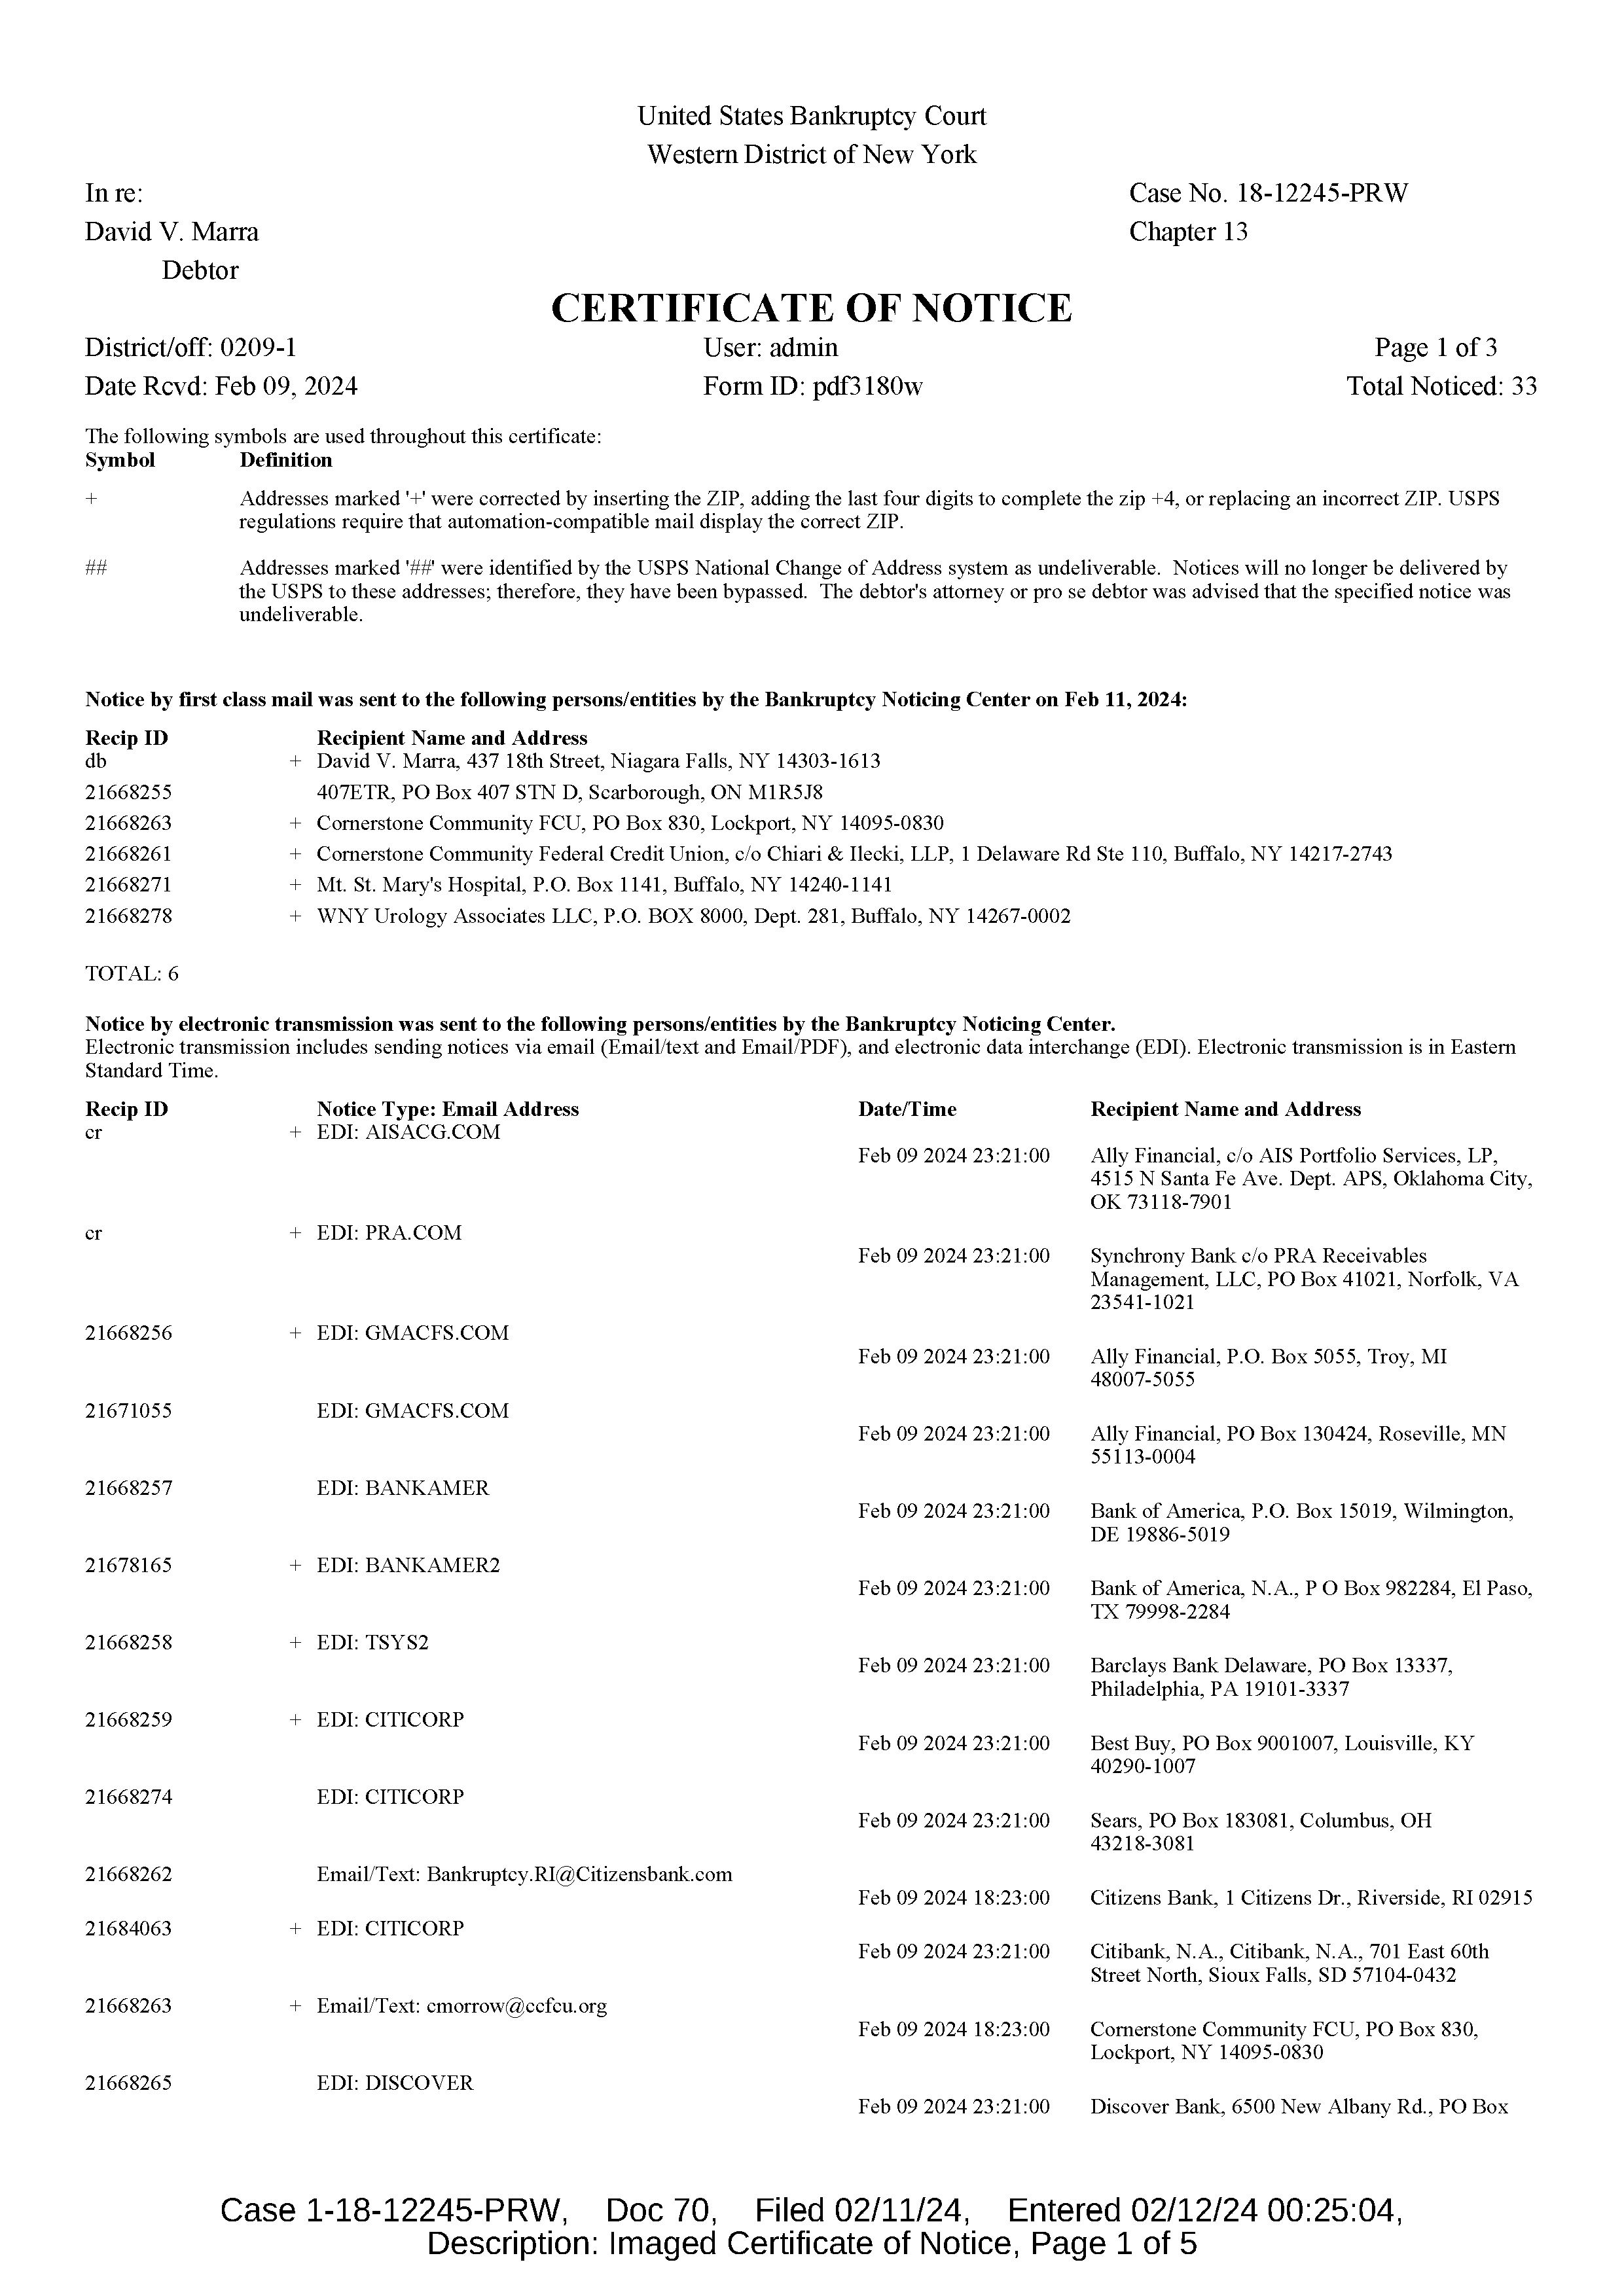 United States Bankruptcy Court
Western District of New York
In re: Case No. 18-12245-PRW
David V. Marra Chapter 13
Debtor
CERTIFICATE OF NOTICE
District/off: 0209-1 User: admin Page 1 of 3
Date Rcvd: Feb 09, 2024 Form ID: pdf3180w Total Noticed: 33
The following symbols are used throughout this certificate:
Symbol Definition
+ Addresses marked '+' were corrected by inserting the ZIP, adding the last four digits to complete the zip +4, or replacing an incorrect ZIP. USPS
regulations require that automation-compatible mail display the correct ZIP.
## Addresses marked '##' were identified by the USPS National Change of Address system as undeliverable. Notices will no longer be delivered by
the USPS to these addresses; therefore, they have been bypassed. The debtor's attorney or pro se debtor was advised that the specified notice was
undeliverable.
Notice by first class mail was sent to the following persons/entities by the Bankruptcy Noticing Center on Feb 11, 2024:
Recip ID Recipient Name and Address
db + David V. Marra, 437 18th Street, Niagara Falls, NY 14303-1613
21668255 407ETR, PO Box 407 STN D, Scarborough, ON M1R5J8
21668263 + Cornerstone Community FCU, PO Box 830, Lockport, NY 14095-0830
21668261 + Cornerstone Community Federal Credit Union, c/o Chiari & Ilecki, LLP, 1 Delaware Rd Ste 110, Buffalo, NY 14217-2743
21668271 + Mt. St. Mary's Hospital, P.O. Box 1141, Buffalo, NY 14240-1141
21668278 + WNY Urology Associates LLC, P.O. BOX 8000, Dept. 281, Buffalo, NY 14267-0002
TOTAL: 6
Notice by electronic transmission was sent to the following persons/entities by the Bankruptcy Noticing Center.
Electronic transmission includes sending notices via email (Email/text and Email/PDF), and electronic data interchange (EDI). Electronic transmission is in Eastern
Standard Time.
Recip ID Notice Type: Email Address Date/Time Recipient Name and Address
cr + EDI: AISACG.COM
Feb 09 2024 23:21:00 Ally Financial, c/o AIS Portfolio Services, LP,
4515 N Santa Fe Ave. Dept. APS, Oklahoma City,
OK 73118-7901
cr + EDI: PRA.COM
Feb 09 2024 23:21:00 Synchrony Bank c/o PRA Receivables
Management, LLC, PO Box 41021, Norfolk, VA
23541-1021
21668256 + EDI: GMACFS.COM
Feb 09 2024 23:21:00 Ally Financial, P.O. Box 5055, Troy, MI
48007-5055
21671055 EDI: GMACFS.COM
Feb 09 2024 23:21:00 Ally Financial, PO Box 130424, Roseville, MN
55113-0004
21668257 EDI: BANKAMER
Feb 09 2024 23:21:00 Bank of America, P.O. Box 15019, Wilmington,
DE 19886-5019
21678165 + EDI: BANKAMER2
Feb 09 2024 23:21:00 Bank of America, N.A., P O Box 982284, El Paso,
TX 79998-2284
21668258 + EDI: TSYS2
Feb 09 2024 23:21:00 Barclays Bank Delaware, PO Box 13337,
Philadelphia, PA 19101-3337
21668259 + EDI: CITICORP
Feb 09 2024 23:21:00 Best Buy, PO Box 9001007, Louisville, KY
40290-1007
21668274 EDI: CITICORP
Feb 09 2024 23:21:00 Sears, PO Box 183081, Columbus, OH
43218-3081
21668262 Email/Text: Bankruptcy.RI@Citizensbank.com
Feb 09 2024 18:23:00 Citizens Bank, 1 Citizens Dr., Riverside, RI 02915
21684063 + EDI: CITICORP
Feb 09 2024 23:21:00 Citibank, N.A., Citibank, N.A., 701 East 60th
Street North, Sioux Falls, SD 57104-0432
21668263 + Email/Text: cmorrow@ccfcu.org
Feb 09 2024 18:23:00 Cornerstone Community FCU, PO Box 830,
Lockport, NY 14095-0830
21668265 EDI: DISCOVER
Feb 09 2024 23:21:00 Discover Bank, 6500 New Albany Rd., PO Box
Case 1-18-12245-PRW, Doc 70, Filed 02/11/24, Entered 02/12/24 00:25:04,
Description: Imaged Certificate of Notice, Page 1 of 5